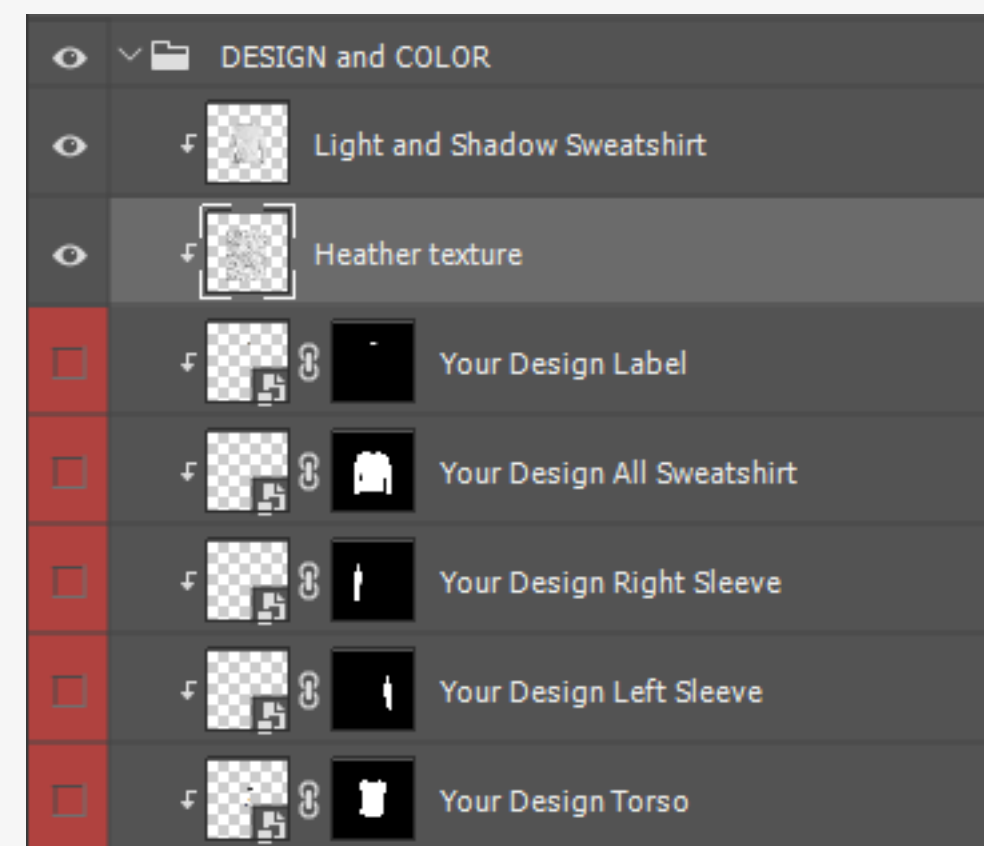 DESIGN and COLOR
Light and Shadow Sweatshirt
Heather texture
Your Design Label
Your Design All Sweatshirt
Your Design Right Sleeve
Your Design Left Sleeve
Your Design Torso